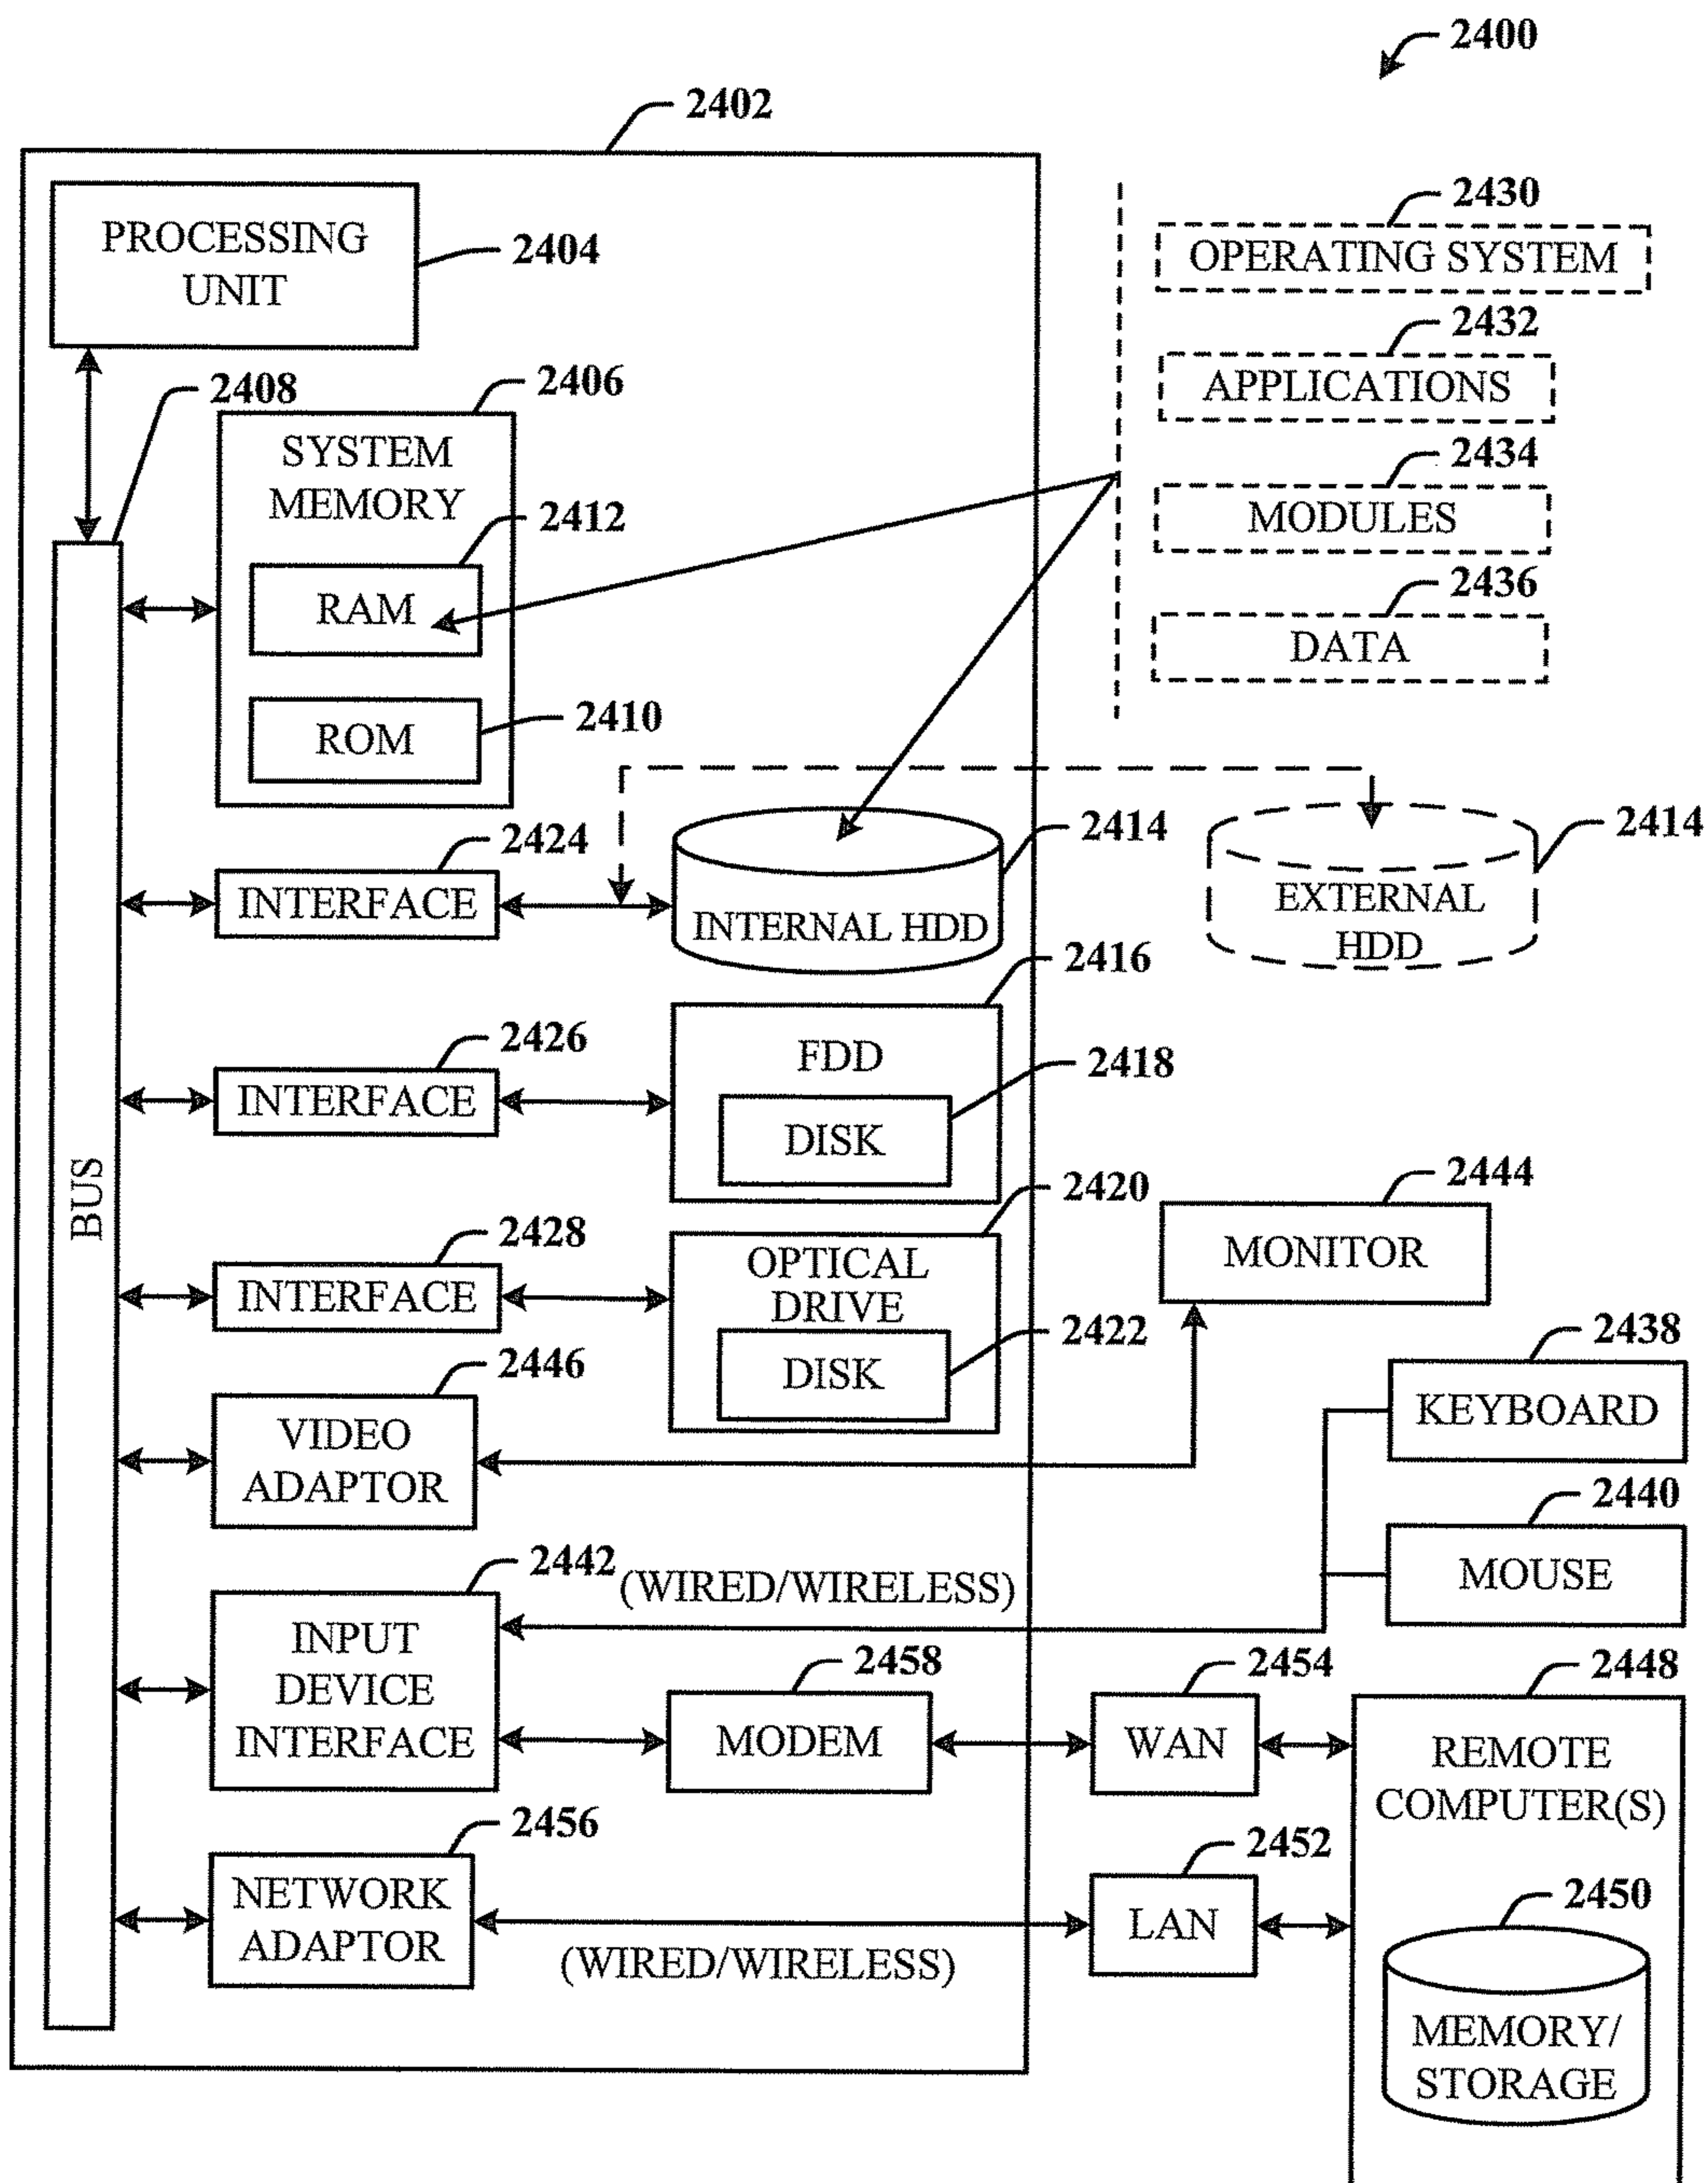 2400
2402
PROCESSING
UNIT
2404
2430
OPERATING SYSTEM
2432
APPLICATIONS
2434
MODULES
2436
DATA
2408
2406
SYSTEM
MEMORY
2412
RAM
2410
ROM
BUS
2424
INTERFACE
2414
INTERNAL HDD
2414
EXTERNAL
HDD
2426
INTERFACE
2416
FDD
2418
DISK
2428
INTERFACE
2420
OPTICAL
DRIVE
2422
DISK
2444
MONITOR
2446
VIDEO
ADAPTOR
2438
KEYBOARD
2440
MOUSE
2442
(WIRED/WIRELESS)
INPUT
DEVICE
INTERFACE
2458
MODEM
2454
WAN
2448
REMOTE
COMPUTER(S)
2456
NETWORK
ADAPTOR
(WIRED/WIRELESS)
2452
LAN
2450
MEMORY/
STORAGE